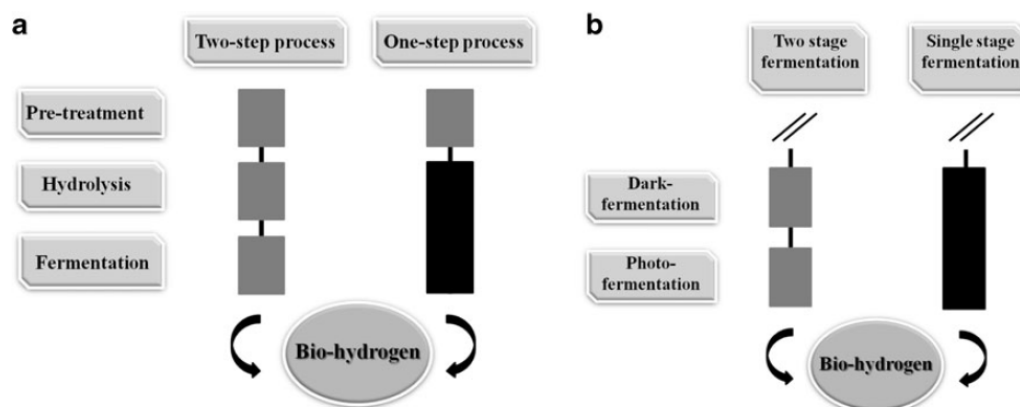 a
Two-step process
One-step process
Pre-treatment
Hydrolysis
Fermentation
Bio-hydrogen
b
Two stage
fermentation
Single stage
fermentation
Dark-
fermentation
Photo-
fermentation
Bio-hydrogen